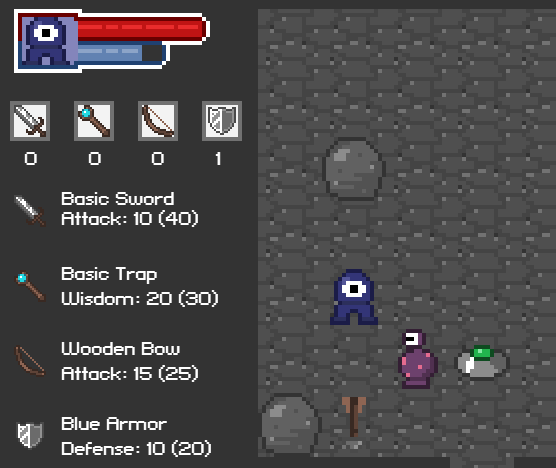 0 0 0 1
Basic Sword
Attack: 10 (40)
Basic Trap
Wisdom: 20 (30)
Wooden Bow
Attack: 15 (25)
Blue Armor
Defense: 10 (20)